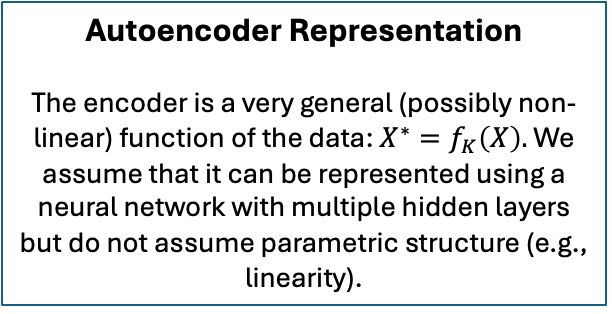 Autoencoder Representation
The encoder is a very general (possibly non-
linear) function of the data: X* = f_K(X). We
assume that it can be represented using a
neural network with multiple hidden layers
but do not assume parametric structure (e.g.,
linearity).